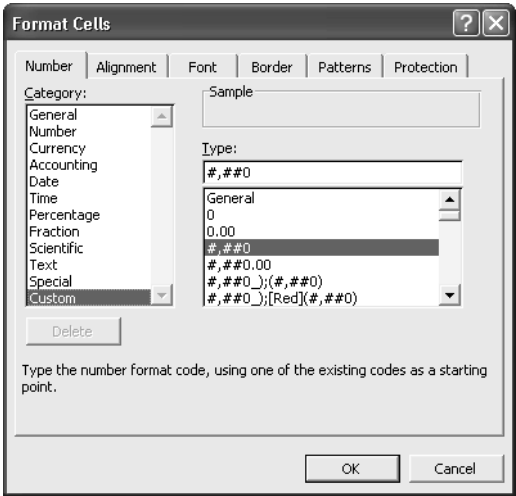 Format Cells
Number Alignment Font Border Patterns Protection
Category:
General
Number
Currency
Accounting
Date
Time
Percentage
Fraction
Scientific
Text
Special
Custom
Sample
Type:
#,##0
General
0
0.00
#,##0
#,##0.00
#,##0_);(#,##0)
#,##0_);[Red](#,##0)
Delete
Type the number format code, using one of the existing codes as a starting
point.
OK Cancel